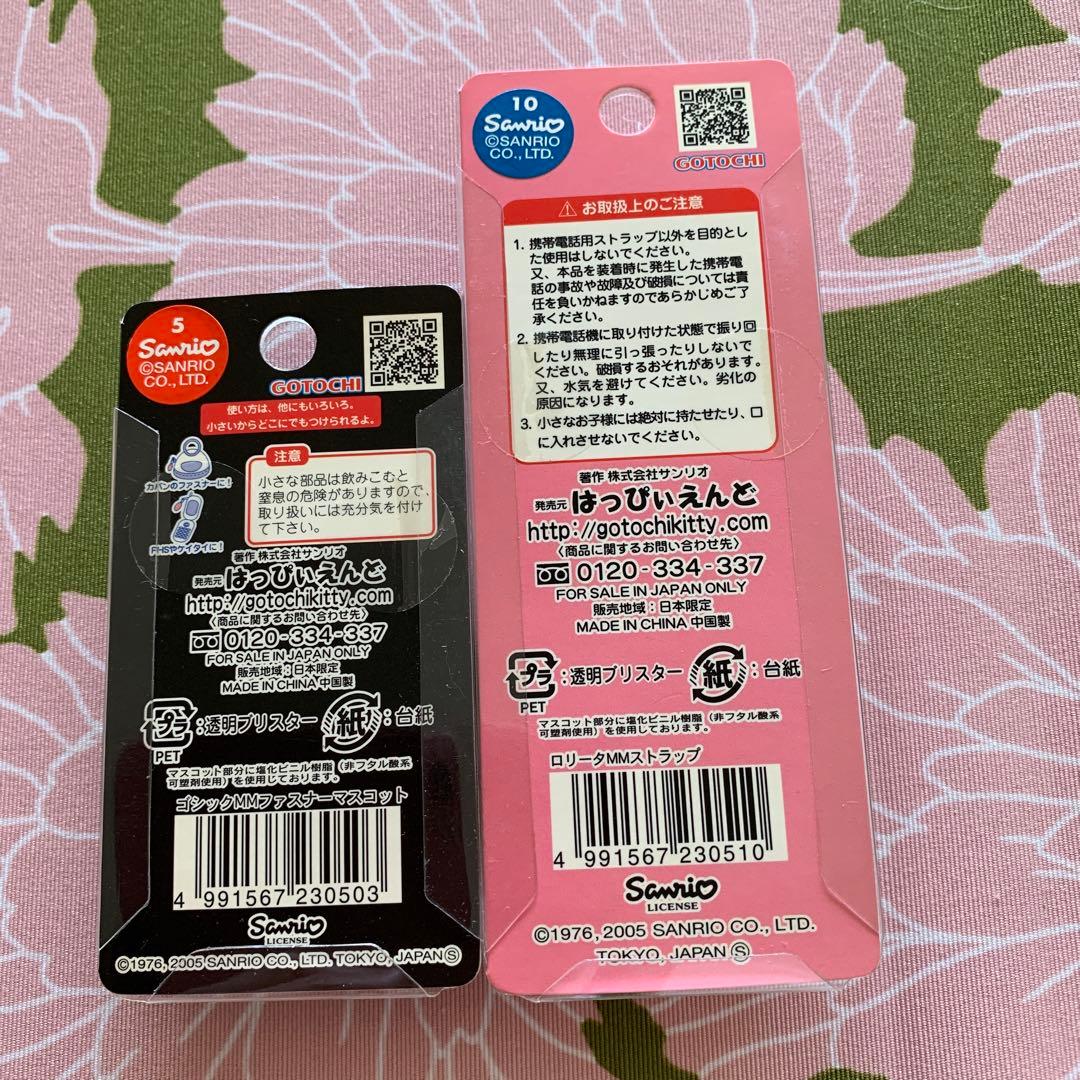 5
Sanrio
©SANRIO
CO., LTD.
GOTOCHI
使い方は、他にもいろいろ。
小さいからどこにでもつけられるよ。
カバンのファスナーに!
PHSやケイタイに!
注意
小さな部品は飲みこむと
窒息の危険がありますので、
取り扱いには充分気を付け
て下さい。
著作 株式会社サンリオ
発売元 はっぴぃえんど
http://gotochikitty.com
〈商品に関するお問い合わせ先〉
0120-334-337
FOR SALE IN JAPAN ONLY
販売地域:日本限定
MADE IN CHINA 中国製
プラ :透明ブリスター 紙 :台紙
PET
マスコット部分に塩化ビニル樹脂(非フタル酸系
可塑剤使用)を使用しております。
ゴシックMMファスナーマスコット
4 991567 230503
Sanrio
LICENSE
©1976, 2005 SANRIO CO., LTD. TOKYO, JAPAN Ⓢ
10
Sanrio
©SANRIO
CO., LTD.
GOTOCHI
⚠ お取扱上のご注意
1. 携帯電話用ストラップ以外を目的とし
た使用はしないでください。
又、本品を装着時に発生した携帯電
話の事故や故障及び破損については責
任を負いかねますのであらかじめご了
承ください。
2. 携帯電話機に取り付けた状態で振り回
したり無理に引っ張ったりしないで
ください。破損するおそれがあります。
又、水気を避けてください。劣化の
原因になります。
3. 小さなお子様には絶対に持たせたり、口
に入れさせないでください。
著作 株式会社サンリオ
発売元 はっぴぃえんど
http://gotochikitty.com
〈商品に関するお問い合わせ先〉
0120-334-337
FOR SALE IN JAPAN ONLY
販売地域:日本限定
MADE IN CHINA 中国製
プラ :透明ブリスター 紙 :台紙
PET
マスコット部分に塩化ビニル樹脂(非フタル酸系
可塑剤使用)を使用しております。
ロリータMMストラップ
4 991567 230510
Sanrio
LICENSE
©1976, 2005 SANRIO CO., LTD.
TOKYO, JAPAN Ⓢ